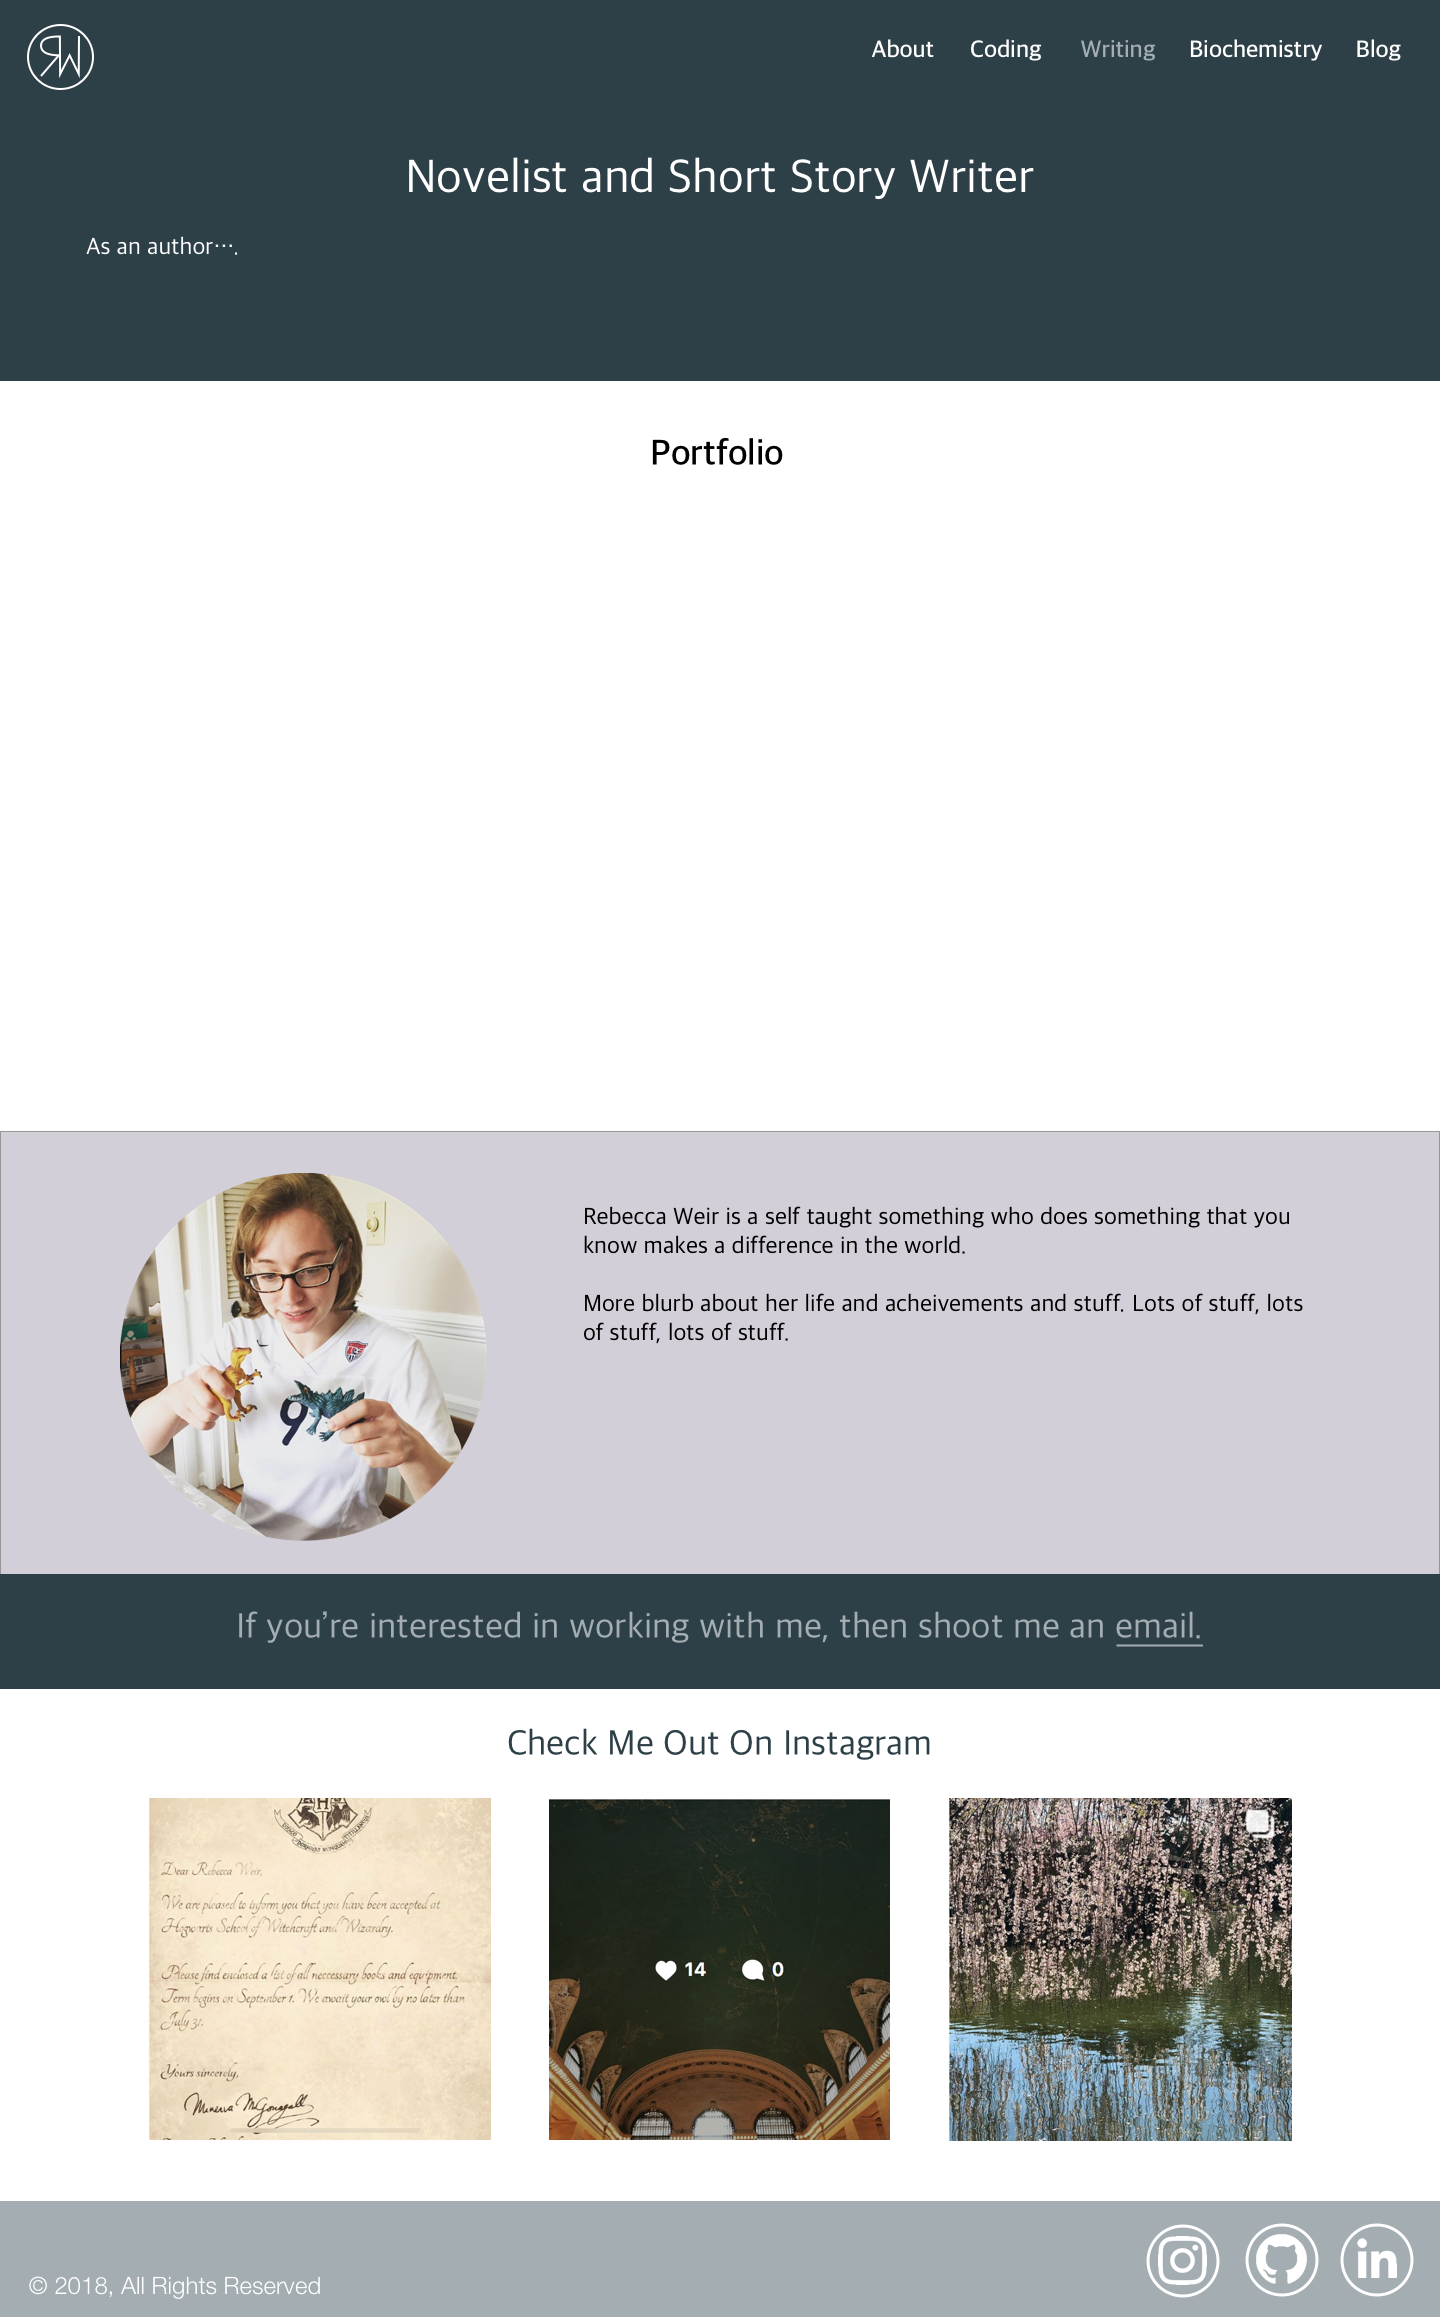 RW
About Coding Writing Biochemistry Blog
Novelist and Short Story Writer
As an author….
Portfolio
Rebecca Weir is a self taught something who does something that you
know makes a difference in the world.
More blurb about her life and acheivements and stuff. Lots of stuff, lots
of stuff, lots of stuff.
9
If you’re interested in working with me, then shoot me an email.
Check Me Out On Instagram
H
Dear Rebecca Weir,
We are pleased to inform you that you have been accepted at
Hogwarts School of Witchcraft and Wizardry.
Please find enclosed a list of all neccessary books and equipment.
Term begins on September 1. We await your owl by no later than
July 31.
Yours sincerely,
Minerva McGonagall
14 0
© 2018, All Rights Reserved
in